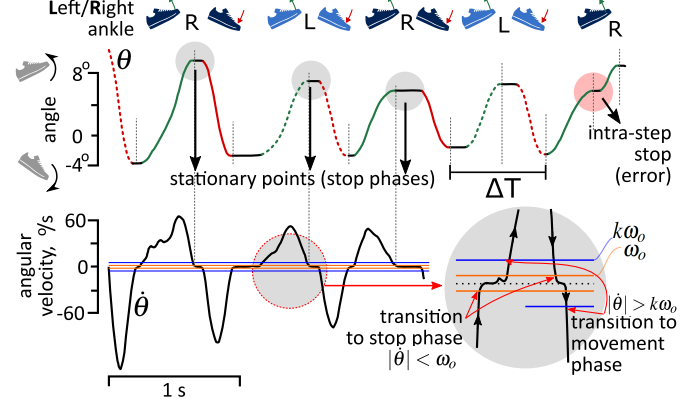 Left/Right
ankle
R L R L R
θ
8°
0
-4°
angle
intra-step
stop
(error)
stationary points (stop phases)
ΔT
60
0
-60
angular
velocity, °/s
θ̇
kω₀
ω₀
|θ̇| > kω₀
transition
to stop phase
|θ̇| < ω₀
transition to
movement
phase
1 s